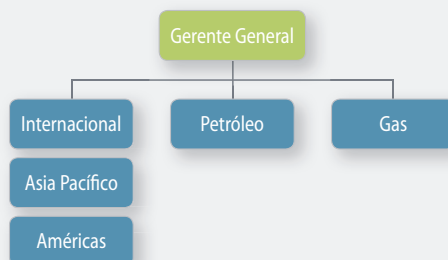 Gerente General
Internacional
Petróleo
Gas
Asia Pacífico
Américas